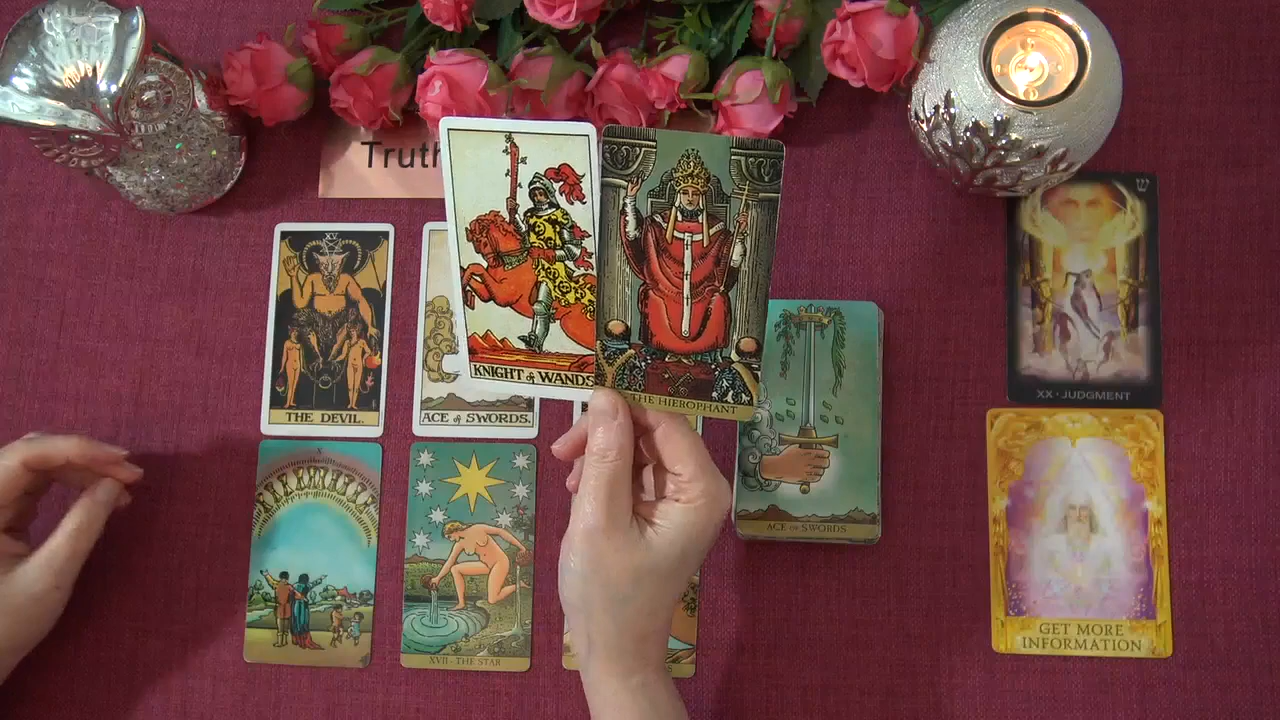 Truth
XV
THE DEVIL.
ACE of SWORDS.
KNIGHT of WANDS
THE HIEROPHANT
ACE OF SWORDS
X
XVII · THE STAR
S
ש
XX · JUDGMENT
GET MORE
INFORMATION